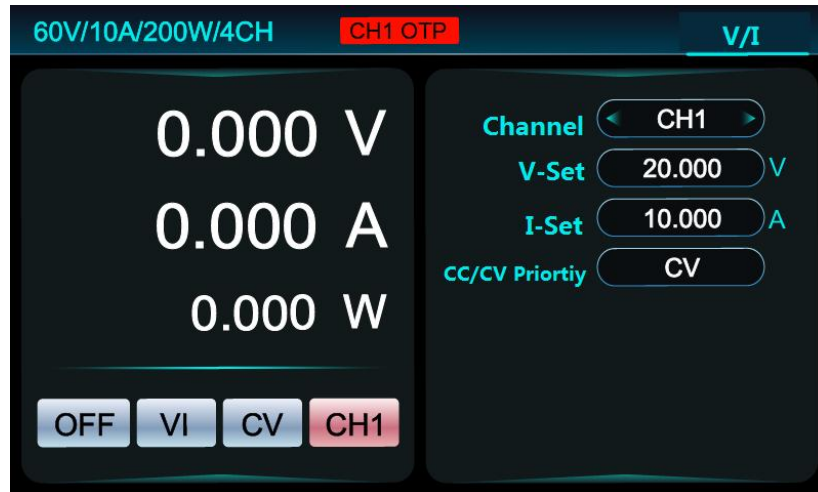 60V/10A/200W/4CH CH1 OTP V/I
0.000 V
0.000 A
0.000 W
OFF VI CV CH1
Channel CH1
V-Set 20.000 V
I-Set 10.000 A
CC/CV Priortiy CV